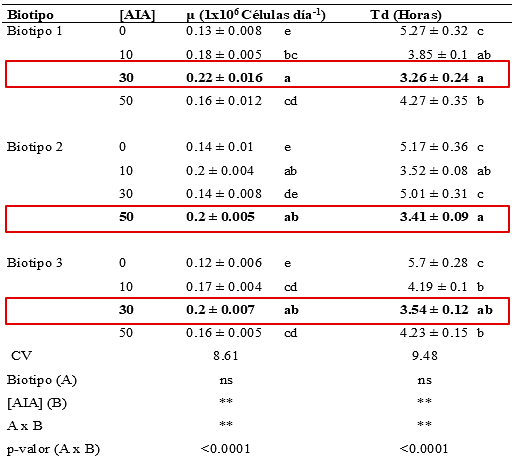 Biotipo [AIA] µ (1x10⁶ Células día⁻¹) Td (Horas)
Biotipo 1 0 0.13 ± 0.008 e 5.27 ± 0.32 c
10 0.18 ± 0.005 bc 3.85 ± 0.1 ab
30 0.22 ± 0.016 a 3.26 ± 0.24 a
50 0.16 ± 0.012 cd 4.27 ± 0.35 b
Biotipo 2 0 0.14 ± 0.01 e 5.17 ± 0.36 c
10 0.2 ± 0.004 ab 3.52 ± 0.08 ab
30 0.14 ± 0.008 de 5.01 ± 0.31 c
50 0.2 ± 0.005 ab 3.41 ± 0.09 a
Biotipo 3 0 0.12 ± 0.006 e 5.7 ± 0.28 c
10 0.17 ± 0.004 cd 4.19 ± 0.1 b
30 0.2 ± 0.007 ab 3.54 ± 0.12 ab
50 0.16 ± 0.005 cd 4.23 ± 0.15 b
CV 8.61 9.48
Biotipo (A) ns ns
[AIA] (B) ** **
A x B ** **
p-valor (A x B) <0.0001 <0.0001